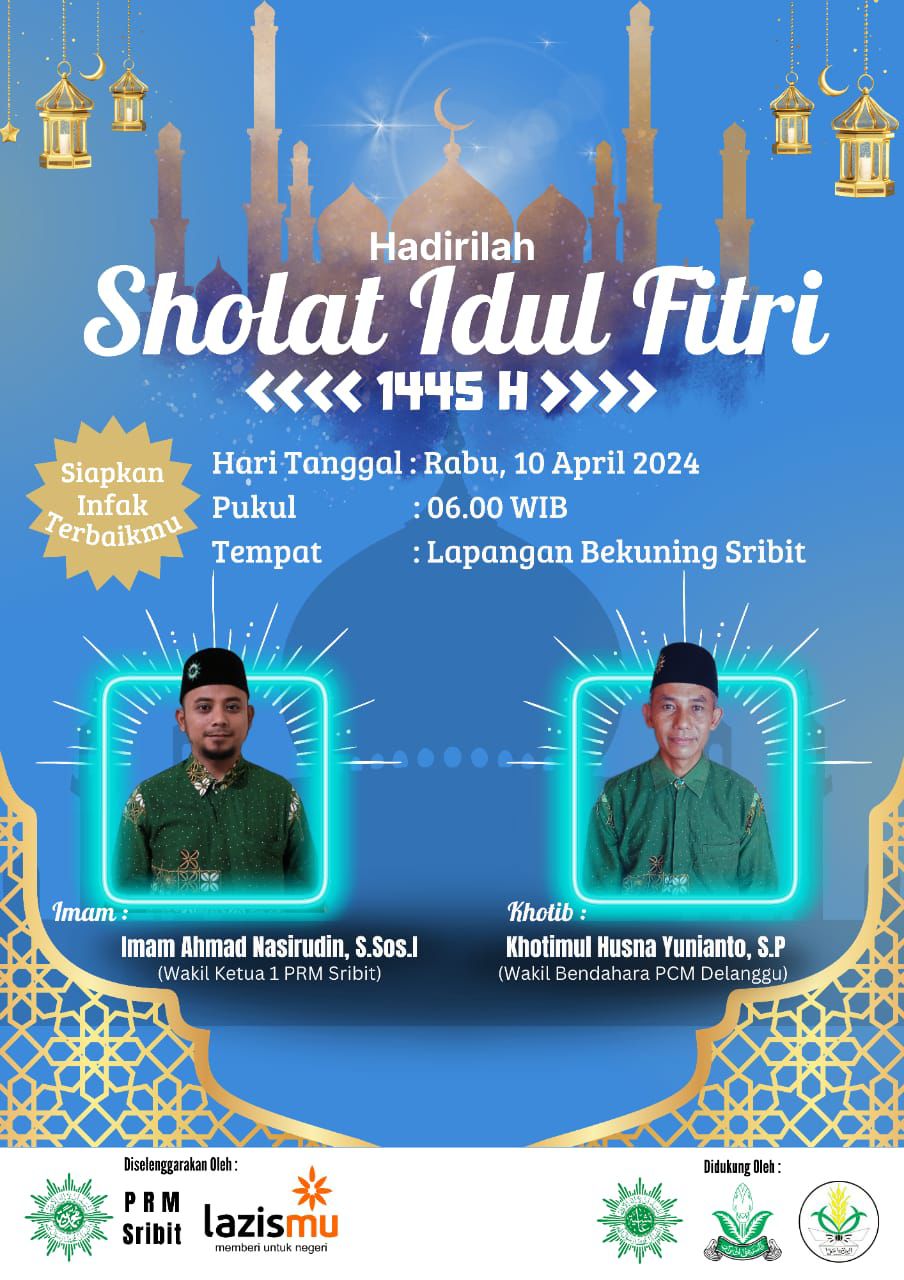 Hadirilah
Sholat Idul Fitri
<<<< 1445 H >>>>
Siapkan
Infak
Terbaikmu
Hari Tanggal : Rabu, 10 April 2024
Pukul : 06.00 WIB
Tempat : Lapangan Bekuning Sribit
Imam :
Imam Ahmad Nasirudin, S.Sos.I
(Wakil Ketua 1 PRM Sribit)
Khotib :
Khotimul Husna Yunianto, S.P
(Wakil Bendahara PCM Delanggu)
Diselenggarakan Oleh :
PRM
Sribit
lazismu
memberi untuk negeri
Didukung Oleh :